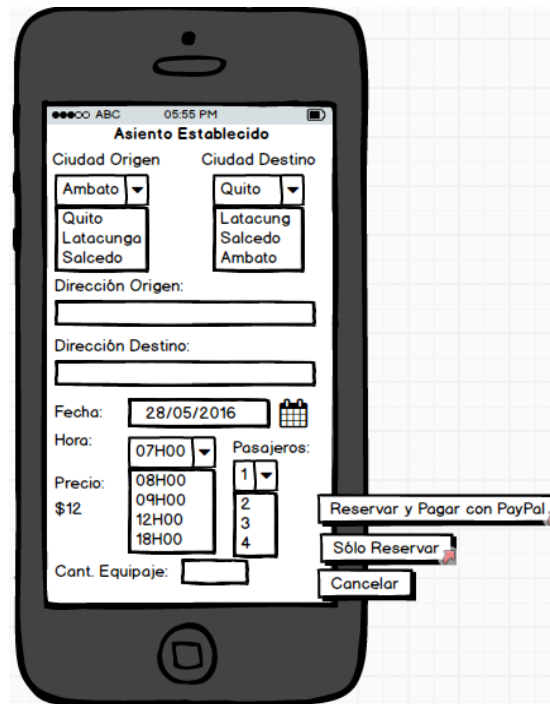 ABC 05:55 PM
Asiento Establecido
Ciudad Origen Ciudad Destino
Ambato Quito
Quito Latacung
Latacunga Salcedo
Salcedo Ambato
Dirección Origen:
Dirección Destino:
Fecha: 28/05/2016
Hora: 07H00 Pasajeros:
1
Precio: 08H00
$12 09H00 2
12H00 3
18H00 4
Reservar y Pagar con PayPal
Sólo Reservar
Cant. Equipaje:
Cancelar